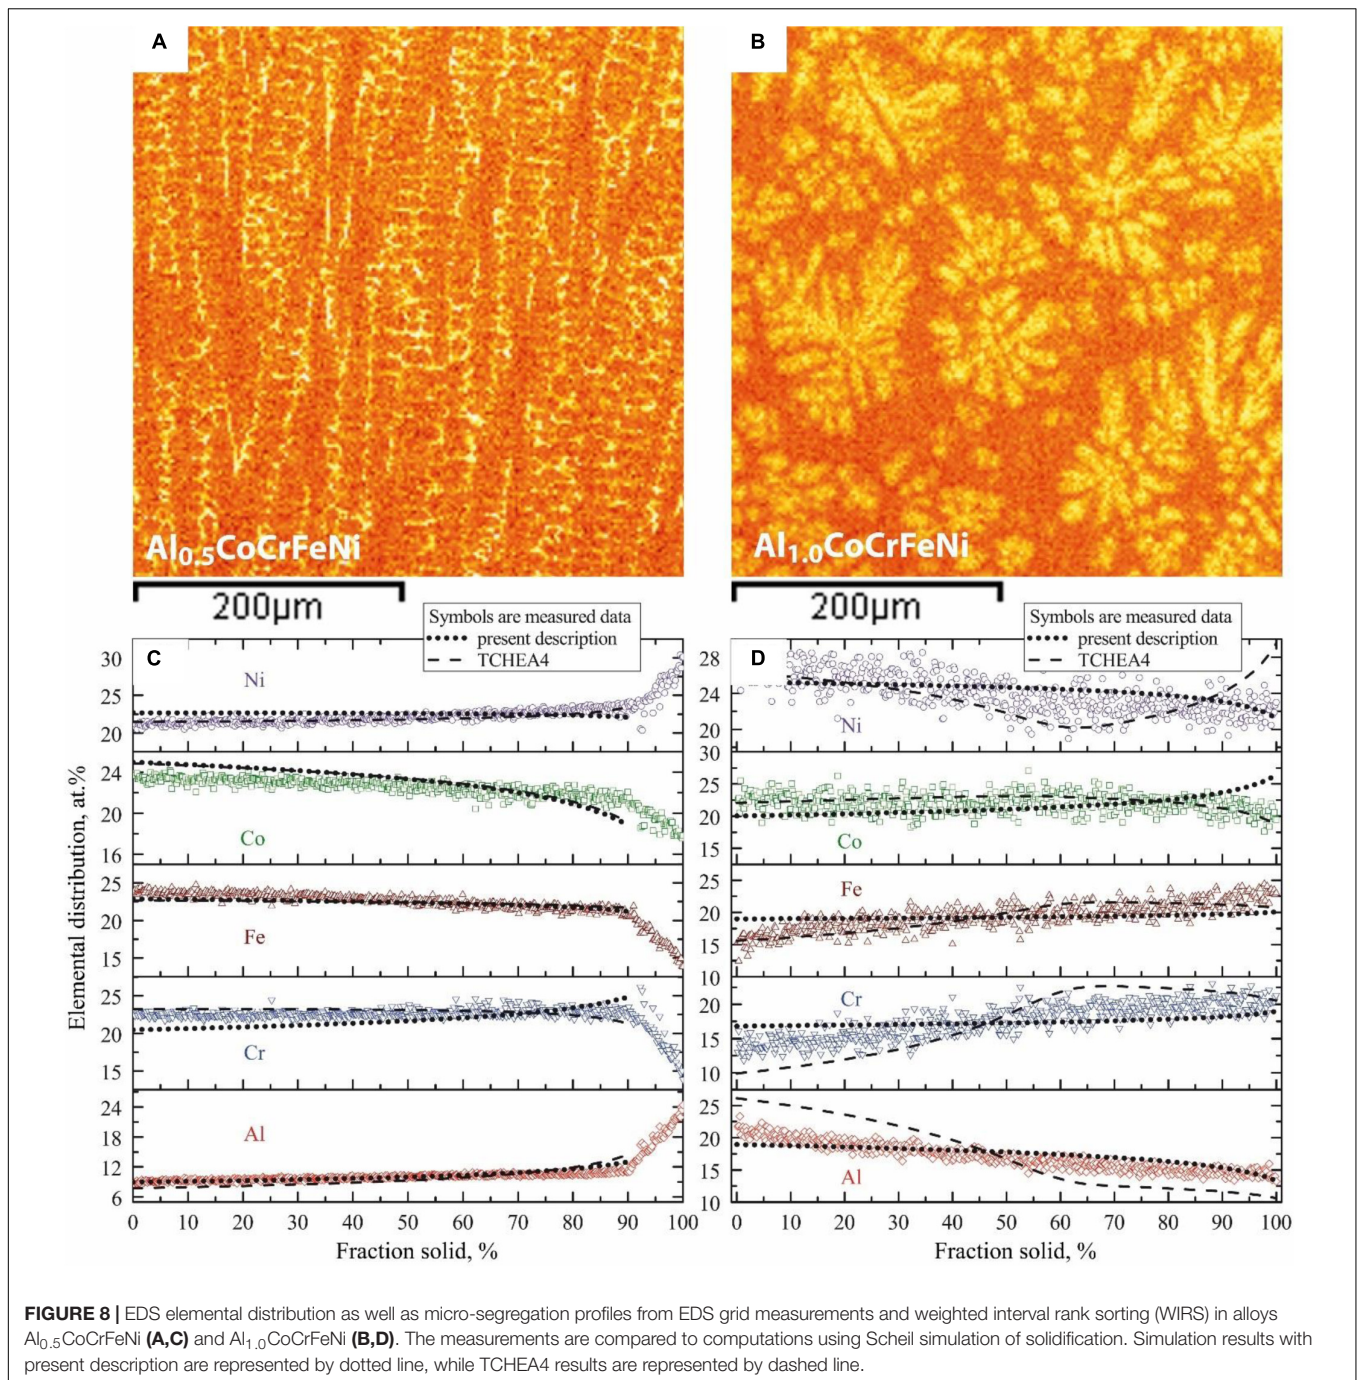 A
B
Al0.5CoCrFeNi
Al1.0CoCrFeNi
200μm
200μm
Symbols are measured data
present description
TCHEA4
Symbols are measured data
present description
TCHEA4
Elemental distribution, at.%
C
Ni
30
25
20
Co
24
20
16
Fe
25
20
15
Cr
25
20
15
Al
24
18
12
6
0 10 20 30 40 50 60 70 80 90 100
Fraction solid, %
D
Ni
28
24
20
Co
30
25
20
15
Fe
25
20
15
10
Cr
20
15
10
Al
25
20
15
10
0 10 20 30 40 50 60 70 80 90 100
Fraction solid, %
FIGURE 8 | EDS elemental distribution as well as micro-segregation profiles from EDS grid measurements and weighted interval rank sorting (WIRS) in alloys
Al0.5CoCrFeNi (A,C) and Al1.0CoCrFeNi (B,D). The measurements are compared to computations using Scheil simulation of solidification. Simulation results with
present description are represented by dotted line, while TCHEA4 results are represented by dashed line.